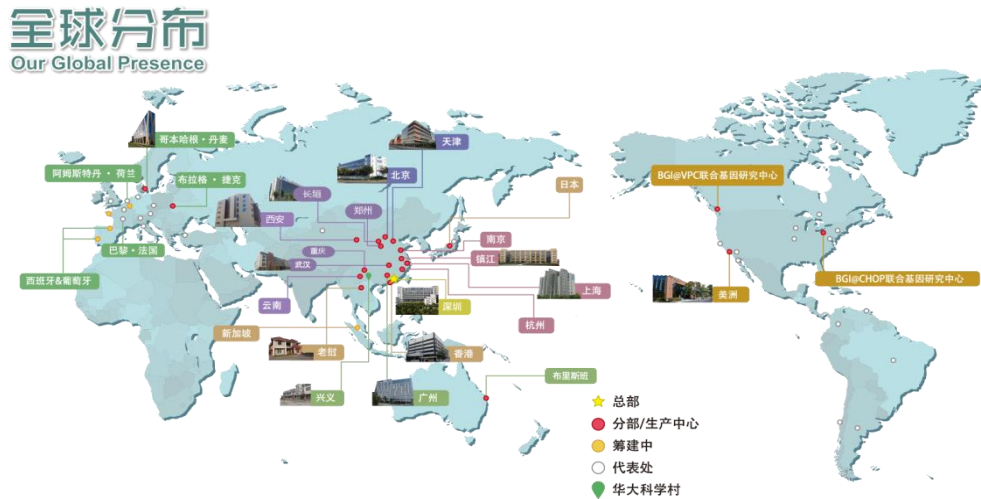 全球分布
Our Global Presence
哥本哈根·丹麦
天津
阿姆斯特丹·荷兰
布拉格·捷克
北京
长垣
日本
BGI@VPC联合基因研究中心
西安
郑州
南京
巴黎·法国
重庆
镇江
武汉
西班牙&葡萄牙
上海
BGI@CHOP联合基因研究中心
美洲
云南
深圳
杭州
新加坡
老挝
香港
布里斯班
兴义
广州
总部
分部/生产中心
筹建中
代表处
华大科学村